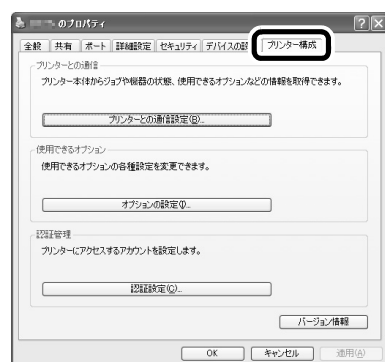 のプロパティ
全般 共有 ポート 詳細設定 セキュリティ デバイスの設 プリンター構成
プリンターとの通信
プリンター本体からジョブや機器の状態、使用できるオプションなどの情報を取得できます。
プリンターとの通信設定(R)...
使用できるオプション
使用できるオプションの各種設定を変更できます。
オプションの設定(I)...
認証管理
プリンターにアクセスするアカウントを設定します。
認証設定(C)...
バージョン情報
OK キャンセル 適用(A)